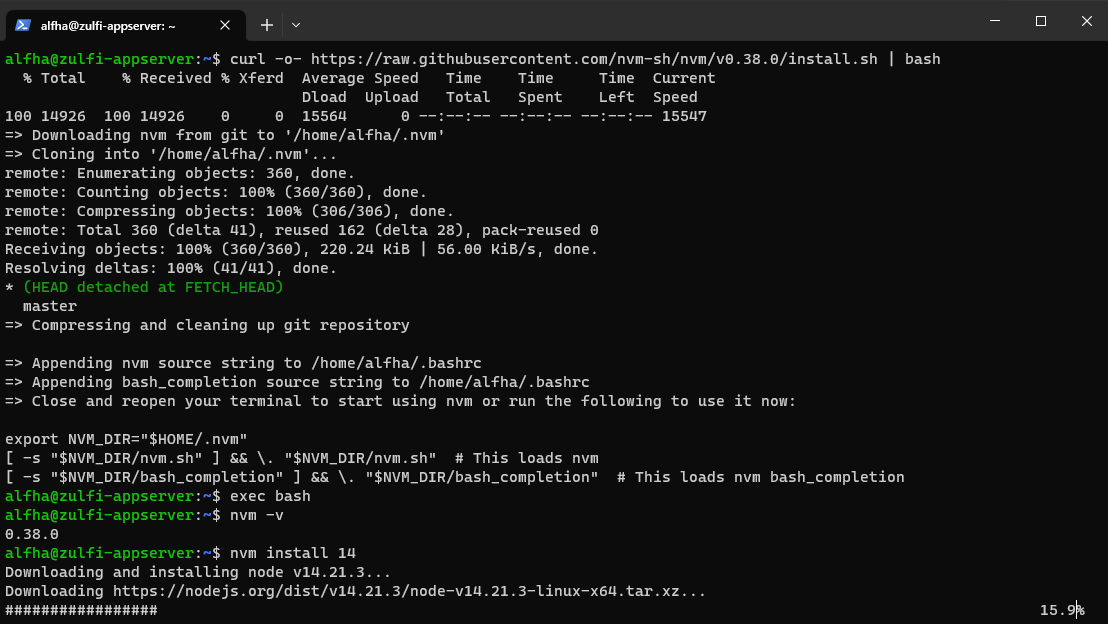 alfha@zulfi-appserver: ~
alfha@zulfi-appserver:~$ curl -o- https://raw.githubusercontent.com/nvm-sh/nvm/v0.38.0/install.sh | bash
  % Total    % Received % Xferd  Average Speed   Time    Time     Time  Current
                                 Dload  Upload   Total   Spent    Left  Speed
100 14926  100 14926    0     0  15564      0 --:--:-- --:--:-- --:--:-- 15547
=> Downloading nvm from git to '/home/alfha/.nvm'
=> Cloning into '/home/alfha/.nvm'...
remote: Enumerating objects: 360, done.
remote: Counting objects: 100% (360/360), done.
remote: Compressing objects: 100% (306/306), done.
remote: Total 360 (delta 41), reused 162 (delta 28), pack-reused 0
Receiving objects: 100% (360/360), 220.24 KiB | 56.00 KiB/s, done.
Resolving deltas: 100% (41/41), done.
* (HEAD detached at FETCH_HEAD)
  master
=> Compressing and cleaning up git repository
=> Appending nvm source string to /home/alfha/.bashrc
=> Appending bash_completion source string to /home/alfha/.bashrc
=> Close and reopen your terminal to start using nvm or run the following to use it now:
export NVM_DIR="$HOME/.nvm"
[ -s "$NVM_DIR/nvm.sh" ] && \. "$NVM_DIR/nvm.sh"  # This loads nvm
[ -s "$NVM_DIR/bash_completion" ] && \. "$NVM_DIR/bash_completion"  # This loads nvm bash_completion
alfha@zulfi-appserver:~$ exec bash
alfha@zulfi-appserver:~$ nvm -v
0.38.0
alfha@zulfi-appserver:~$ nvm install 14
Downloading and installing node v14.21.3...
Downloading https://nodejs.org/dist/v14.21.3/node-v14.21.3-linux-x64.tar.xz...
################# 15.9%